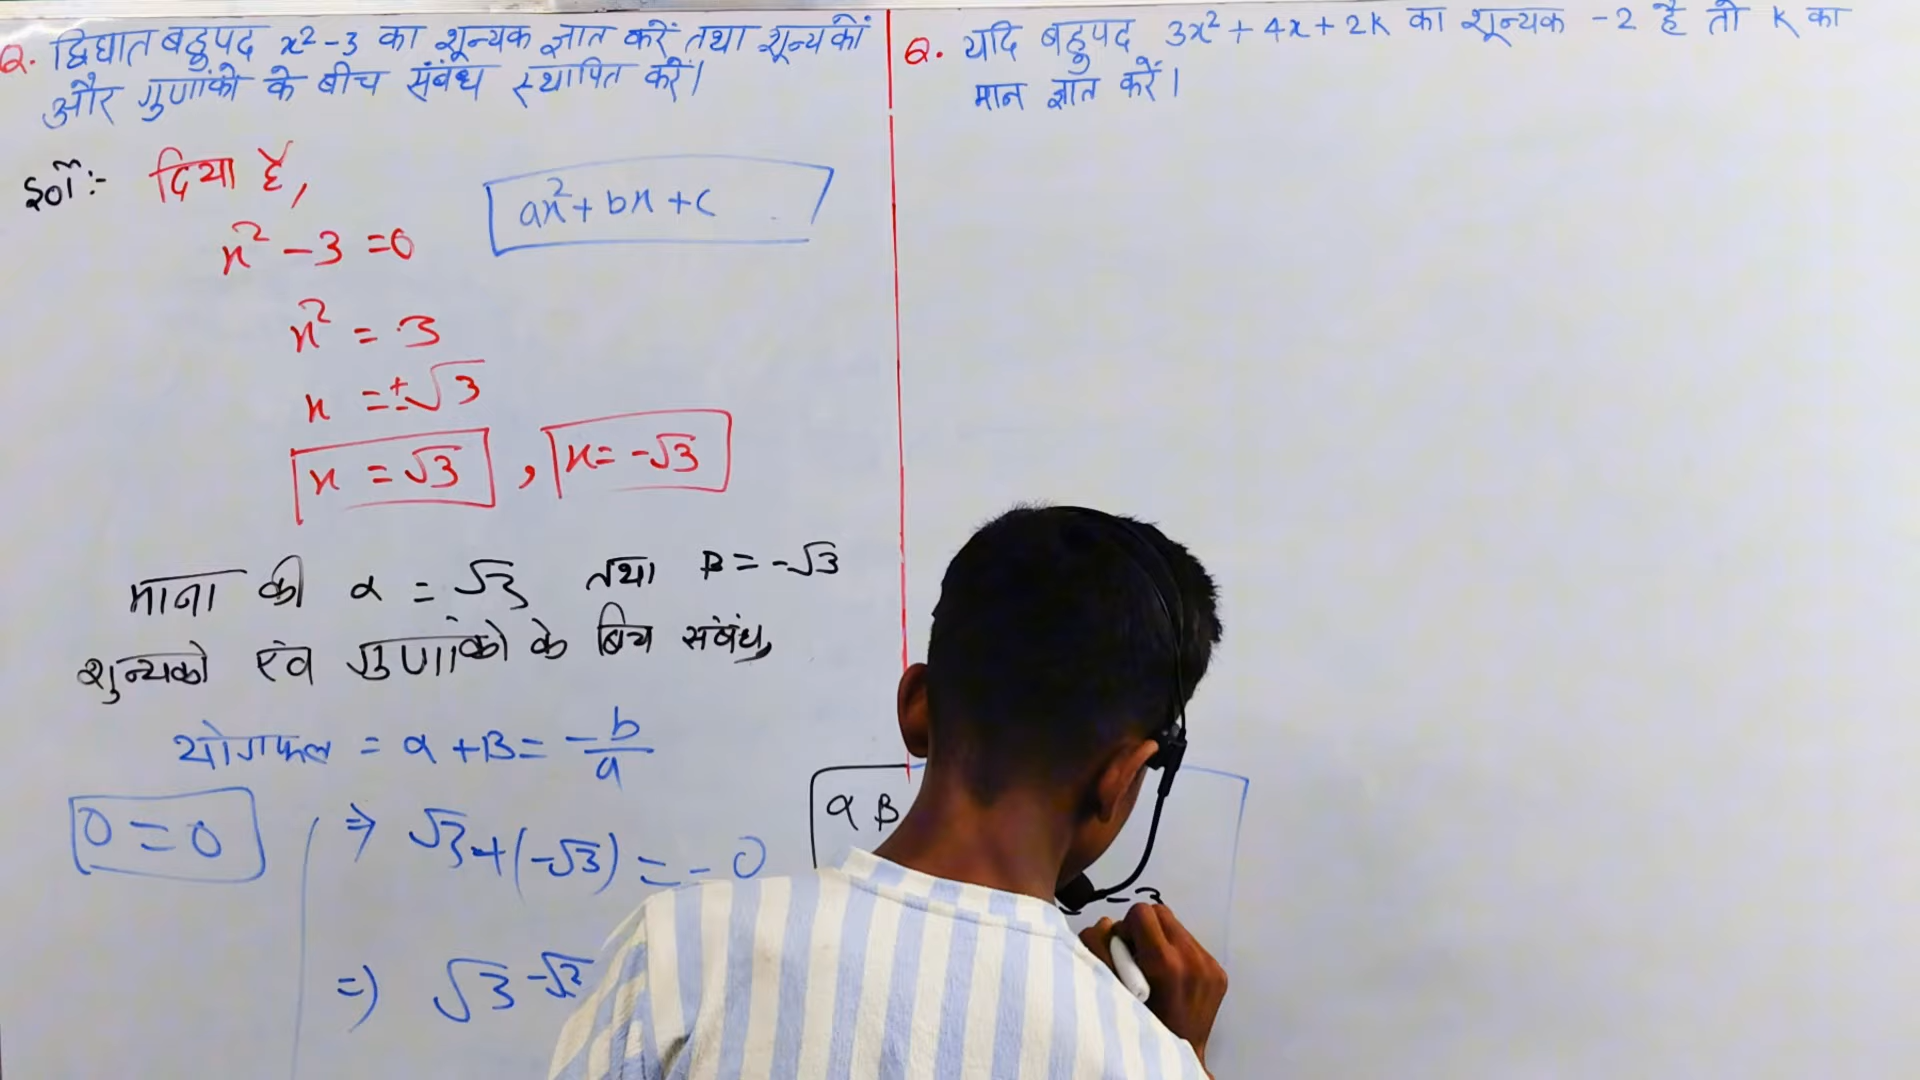 Q. द्विघात बहुपद x²-3 का शून्यक ज्ञात करें तथा शून्यकों
और गुणांको के बीच संबंध स्थापित करें।
Solⁿ:- दिया है,
ax²+ bx + c
x² - 3 = 0
x² = 3
x = ±√3
x = √3 , x = -√3
माना की α = √3 तथा β = -√3
शुन्यको एंव गुणांको के बिच संबंध,
योगफल = α + β = -b/a
0 = 0
⇒ √3 + (-√3) = - 0
⇒ √3 -√3
α β
-3
Q. यदि बहुपद 3x² + 4x + 2k का शून्यक -2 है तो k का
मान ज्ञात करें।